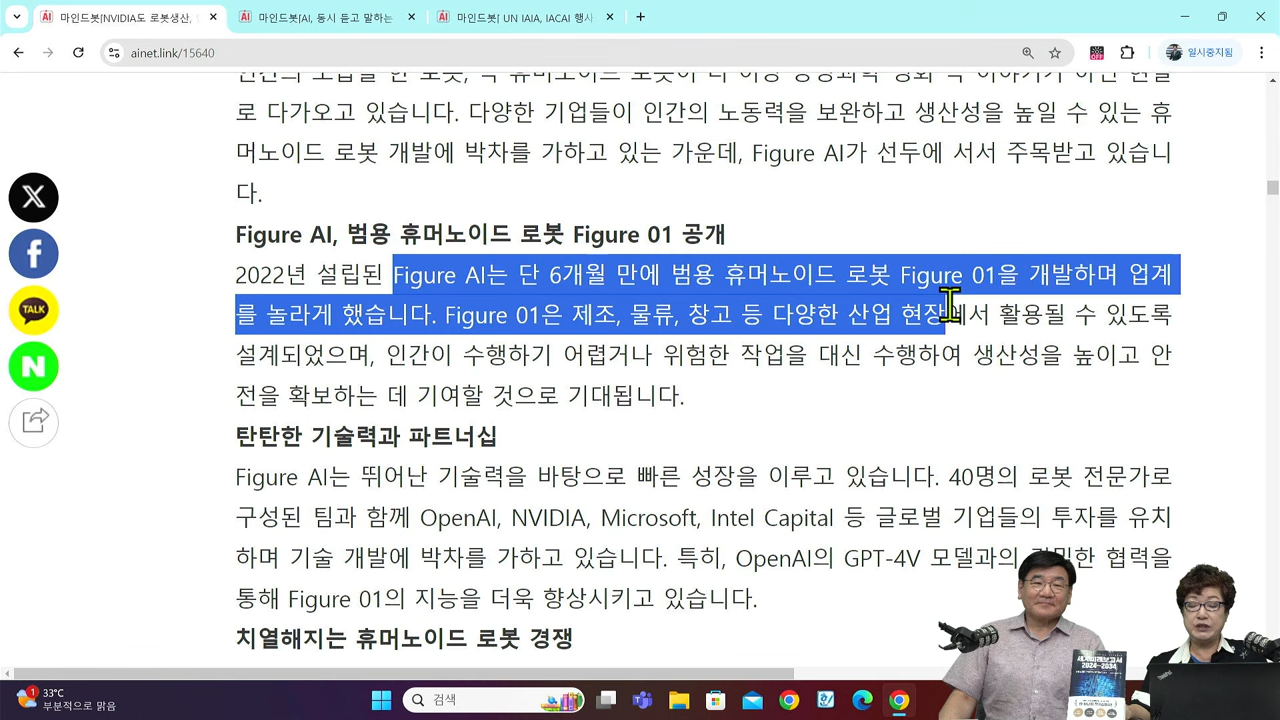 마인드봇[NVIDIA도 로봇생산,
마인드봇[AI, 동시 듣고 말하는
마인드봇[ UN IAIA, IACAI 행사
ainet.link/15640
OFF
일시중지됨
로 다가오고 있습니다. 다양한 기업들이 인간의 노동력을 보완하고 생산성을 높일 수 있는 휴
머노이드 로봇 개발에 박차를 가하고 있는 가운데, Figure AI가 선두에 서서 주목받고 있습니
다.
Figure AI, 범용 휴머노이드 로봇 Figure 01 공개
2022년 설립된 Figure AI는 단 6개월 만에 범용 휴머노이드 로봇 Figure 01을 개발하며 업계
를 놀라게 했습니다. Figure 01은 제조, 물류, 창고 등 다양한 산업 현장에서 활용될 수 있도록
설계되었으며, 인간이 수행하기 어렵거나 위험한 작업을 대신 수행하여 생산성을 높이고 안
전을 확보하는 데 기여할 것으로 기대됩니다.
탄탄한 기술력과 파트너십
Figure AI는 뛰어난 기술력을 바탕으로 빠른 성장을 이루고 있습니다. 40명의 로봇 전문가로
구성된 팀과 함께 OpenAI, NVIDIA, Microsoft, Intel Capital 등 글로벌 기업들의 투자를 유치
하며 기술 개발에 박차를 가하고 있습니다. 특히, OpenAI의 GPT-4V 모델과의 협력을
통해 Figure 01의 지능을 더욱 향상시키고 있습니다.
치열해지는 휴머노이드 로봇 경쟁
TALK
N
세계미래보고서
2024-2034
ThinkPad
1
33°C
부분적으로 맑음
검색